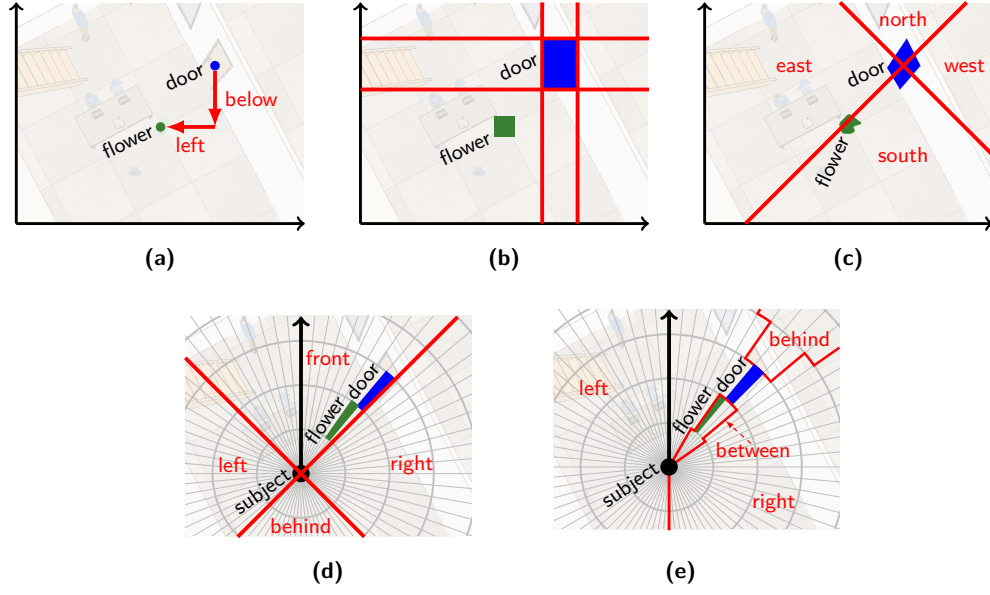 door
below
flower
left
(a)
door
flower
(b)
north
east
door
west
flower
south
(c)
front
door
flower
left
right
subject
behind
(d)
behind
left
door
flower
between
subject
right
(e)